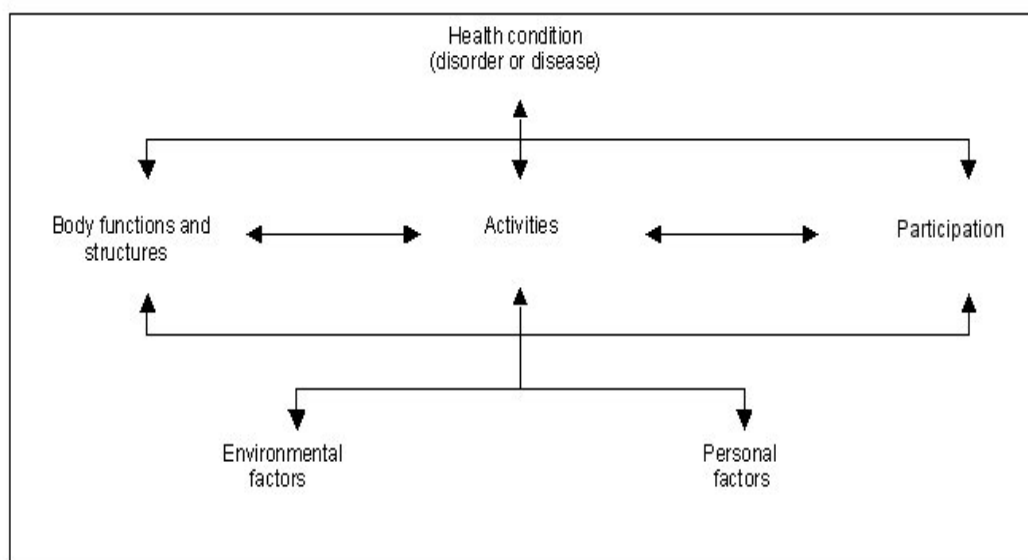 Health condition
(disorder or disease)
Body functions and
structures
Activities
Participation
Environmental
factors
Personal
factors